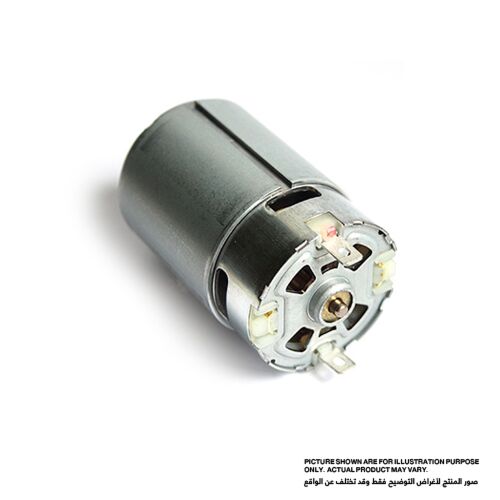 PICTURE SHOWN ARE FOR ILLUSTRATION PURPOSE
ONLY. ACTUAL PRODUCT MAY VARY.
صور المنتج لأغراض التوضيح فقط وقد تختلف عن الواقع